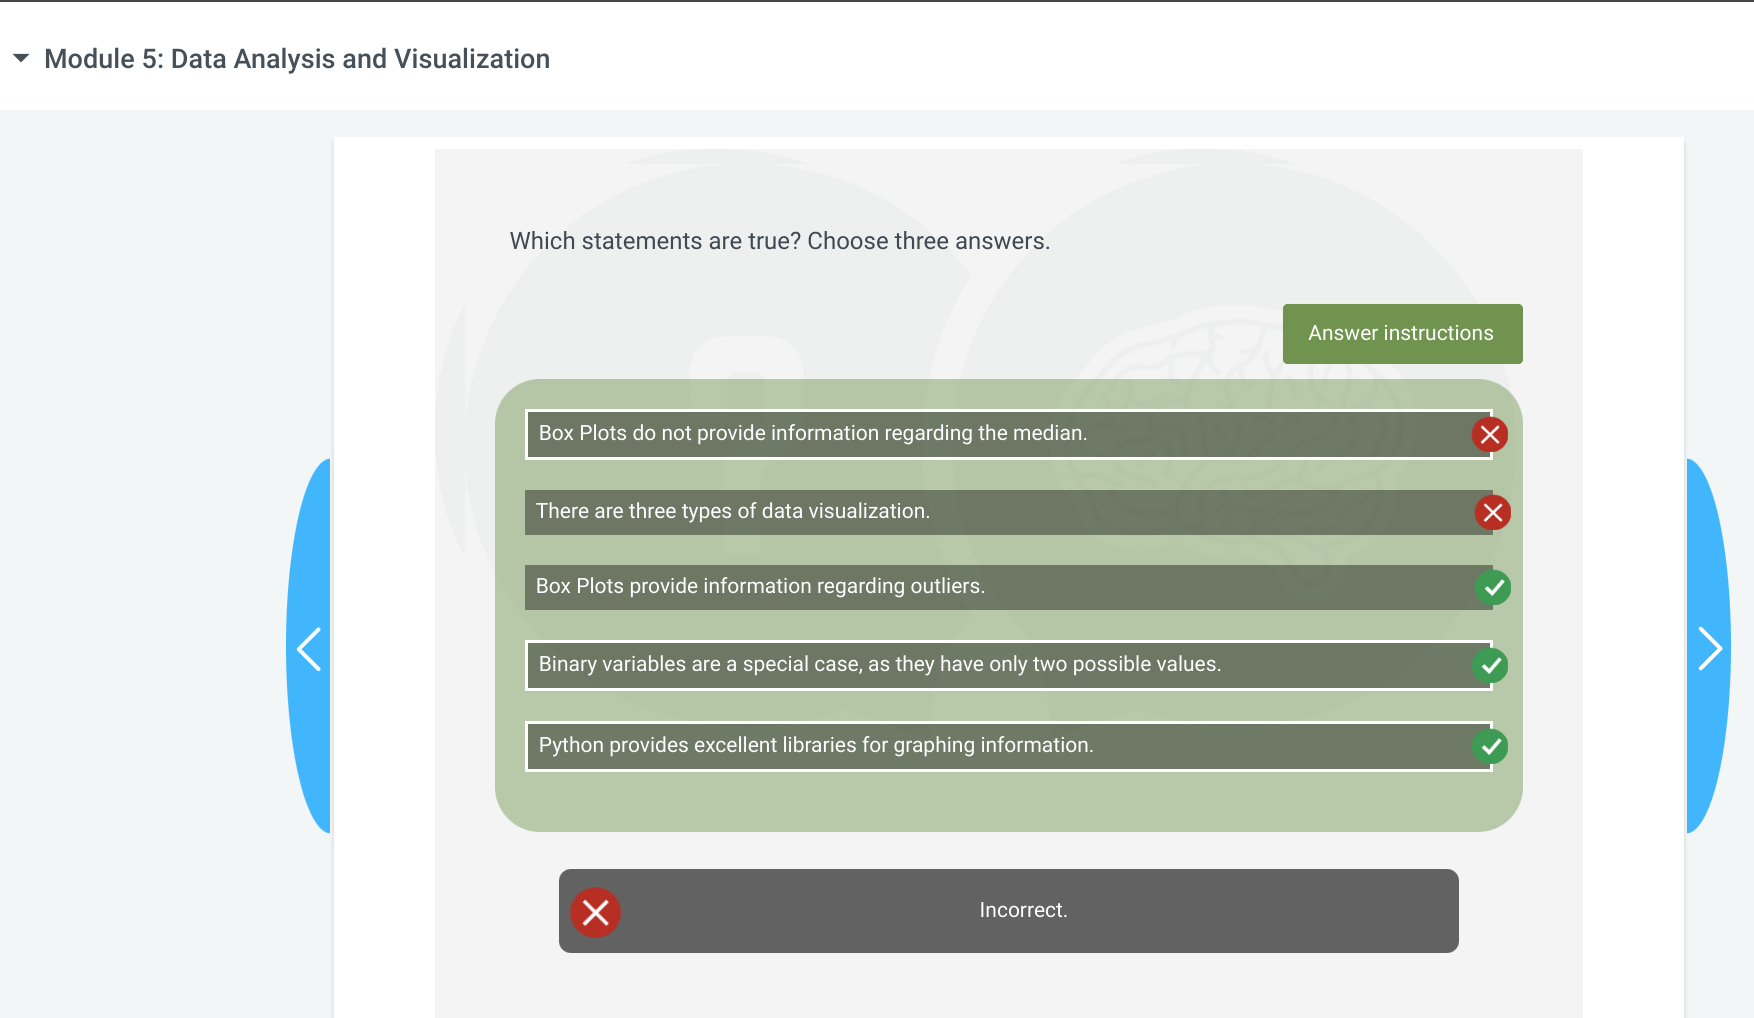 Module 5: Data Analysis and Visualization
Which statements are true? Choose three answers.
Answer instructions
Box Plots do not provide information regarding the median.
There are three types of data visualization.
Box Plots provide information regarding outliers.
Binary variables are a special case, as they have only two possible values.
Python provides excellent libraries for graphing information.
Incorrect.